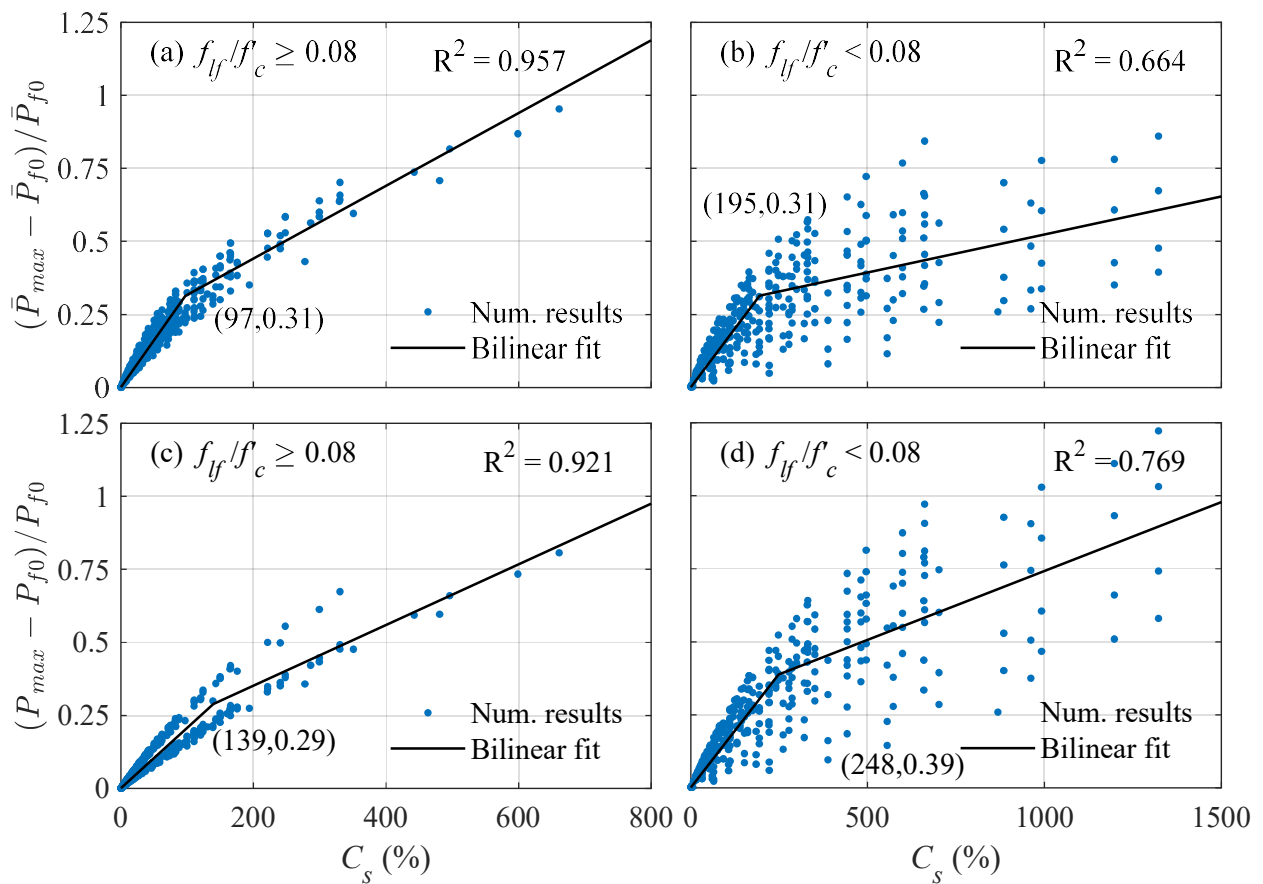 (a) f_lf/f'_c ≥ 0.08
R² = 0.957
(P̄_max − P̄_f0)/P̄_f0
1.25
1
0.75
0.5
0.25
0
(97,0.31)
Num. results
Bilinear fit
(b) f_lf/f'_c < 0.08
R² = 0.664
(195,0.31)
Num. results
Bilinear fit
(c) f_lf/f'_c ≥ 0.08
R² = 0.921
(P_max − P_f0)/P_f0
1.25
1
0.75
0.5
0.25
0
(139,0.29)
Num. results
Bilinear fit
0 200 400 600 800
C_s (%)
(d) f_lf/f'_c < 0.08
R² = 0.769
(248,0.39)
Num. results
Bilinear fit
0 500 1000 1500
C_s (%)